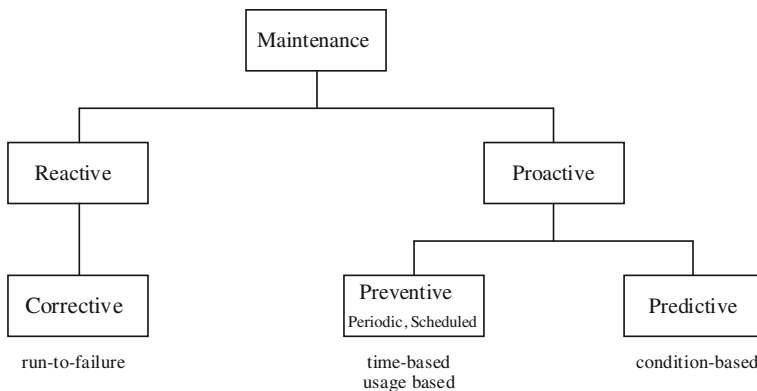 Maintenance
Reactive
Proactive
Corrective
Preventive
Periodic, Scheduled
Predictive
run-to-failure
time-based
usage based
condition-based